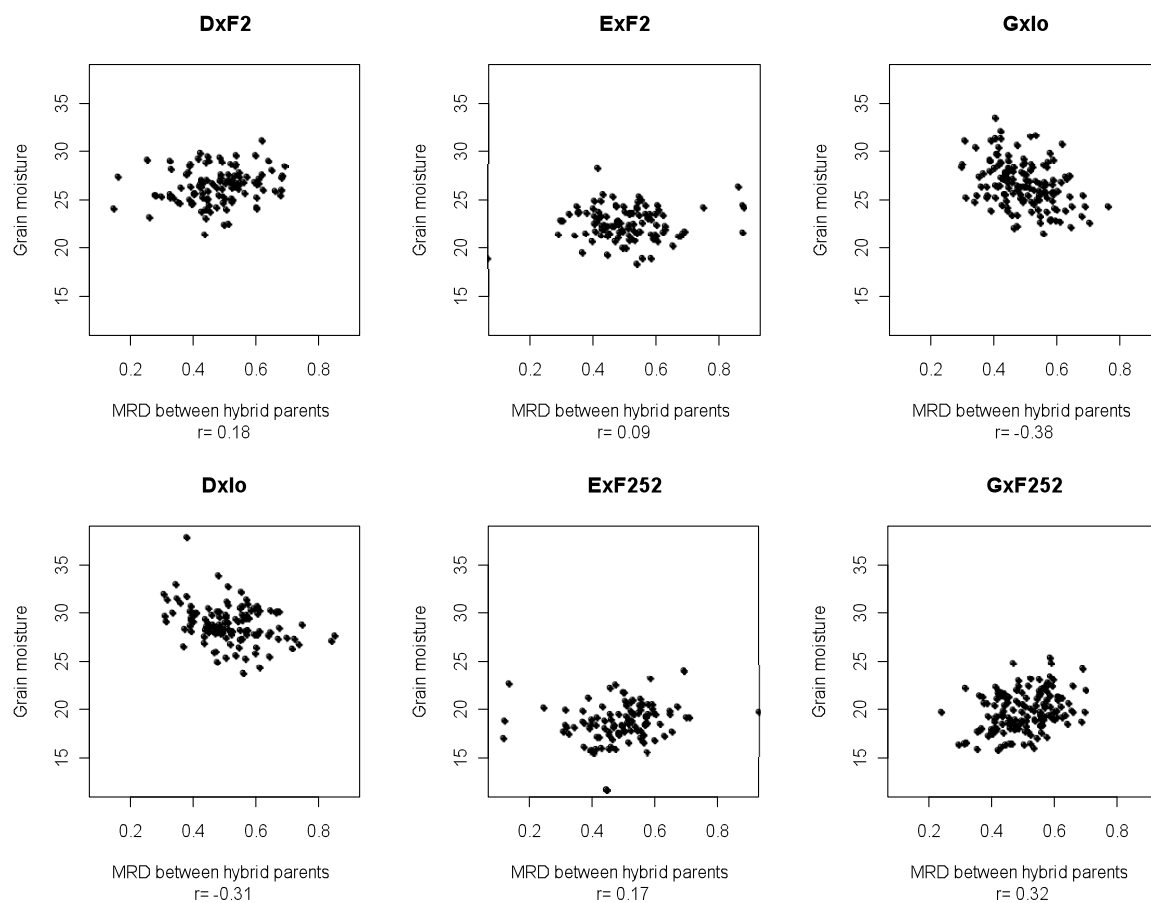 DxF2
ExF2
GxIo
Grain moisture
35
30
25
20
15
0.2 0.4 0.6 0.8
MRD between hybrid parents
r= 0.18
Grain moisture
35
30
25
20
15
0.2 0.4 0.6 0.8
MRD between hybrid parents
r= 0.09
Grain moisture
35
30
25
20
15
0.2 0.4 0.6 0.8
MRD between hybrid parents
r= -0.38
DxIo
ExF252
GxF252
Grain moisture
35
30
25
20
15
0.2 0.4 0.6 0.8
MRD between hybrid parents
r= -0.31
Grain moisture
35
30
25
20
15
0.2 0.4 0.6 0.8
MRD between hybrid parents
r= 0.17
Grain moisture
35
30
25
20
15
0.2 0.4 0.6 0.8
MRD between hybrid parents
r= 0.32